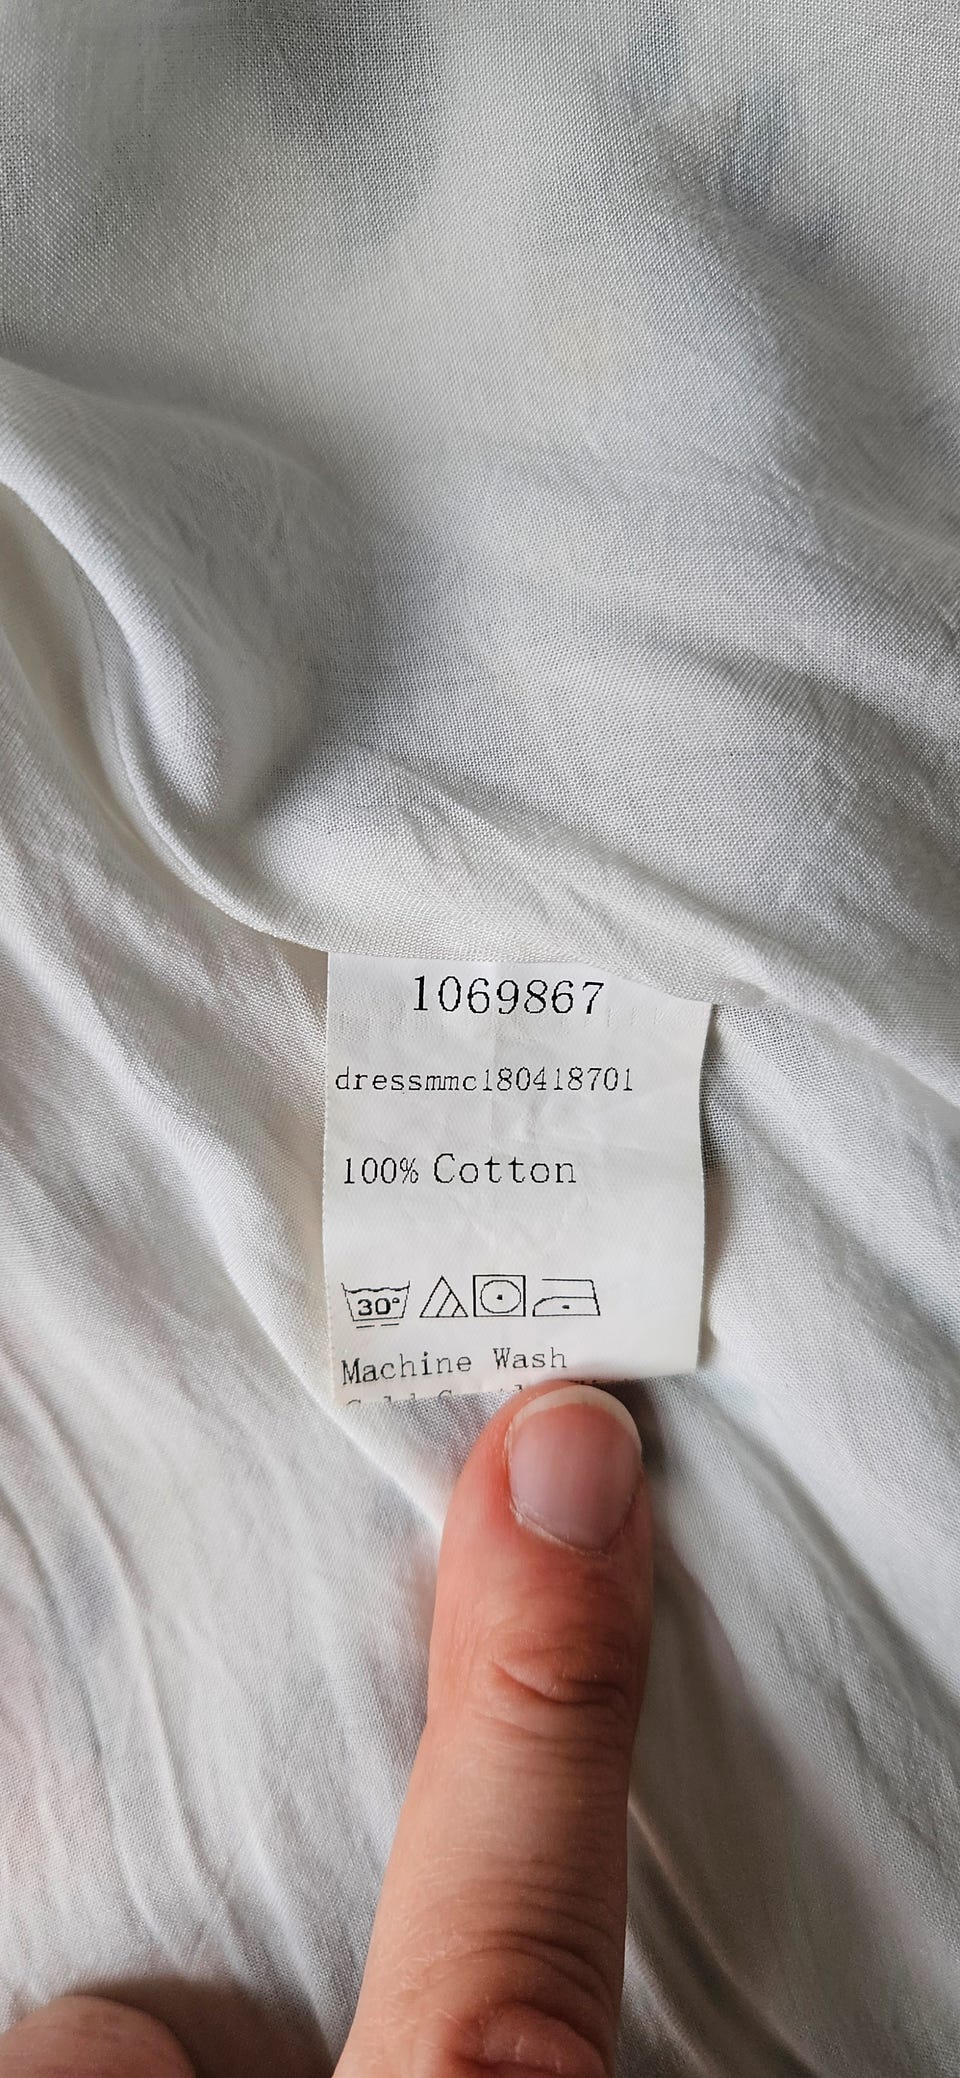 1069867
dressmmc180418701
100% Cotton
30°
Machine Wash